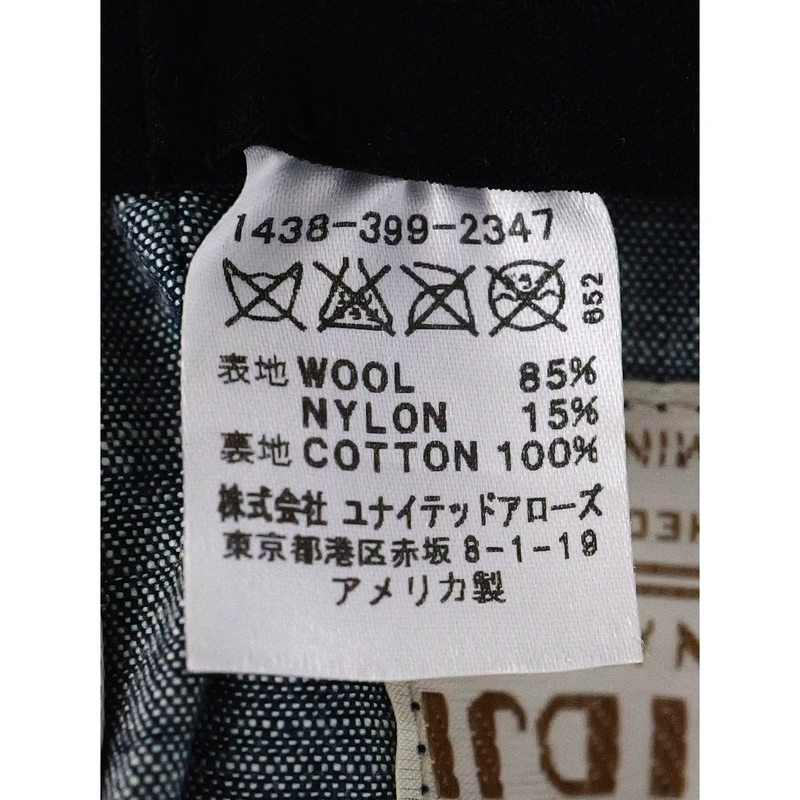 1438-399-2347
852
表地 WOOL 85%
NYLON 15%
裏地 COTTON 100%
株式会社 ユナイテッドアローズ
東京都港区赤坂 8-1-19
アメリカ製
IDJI